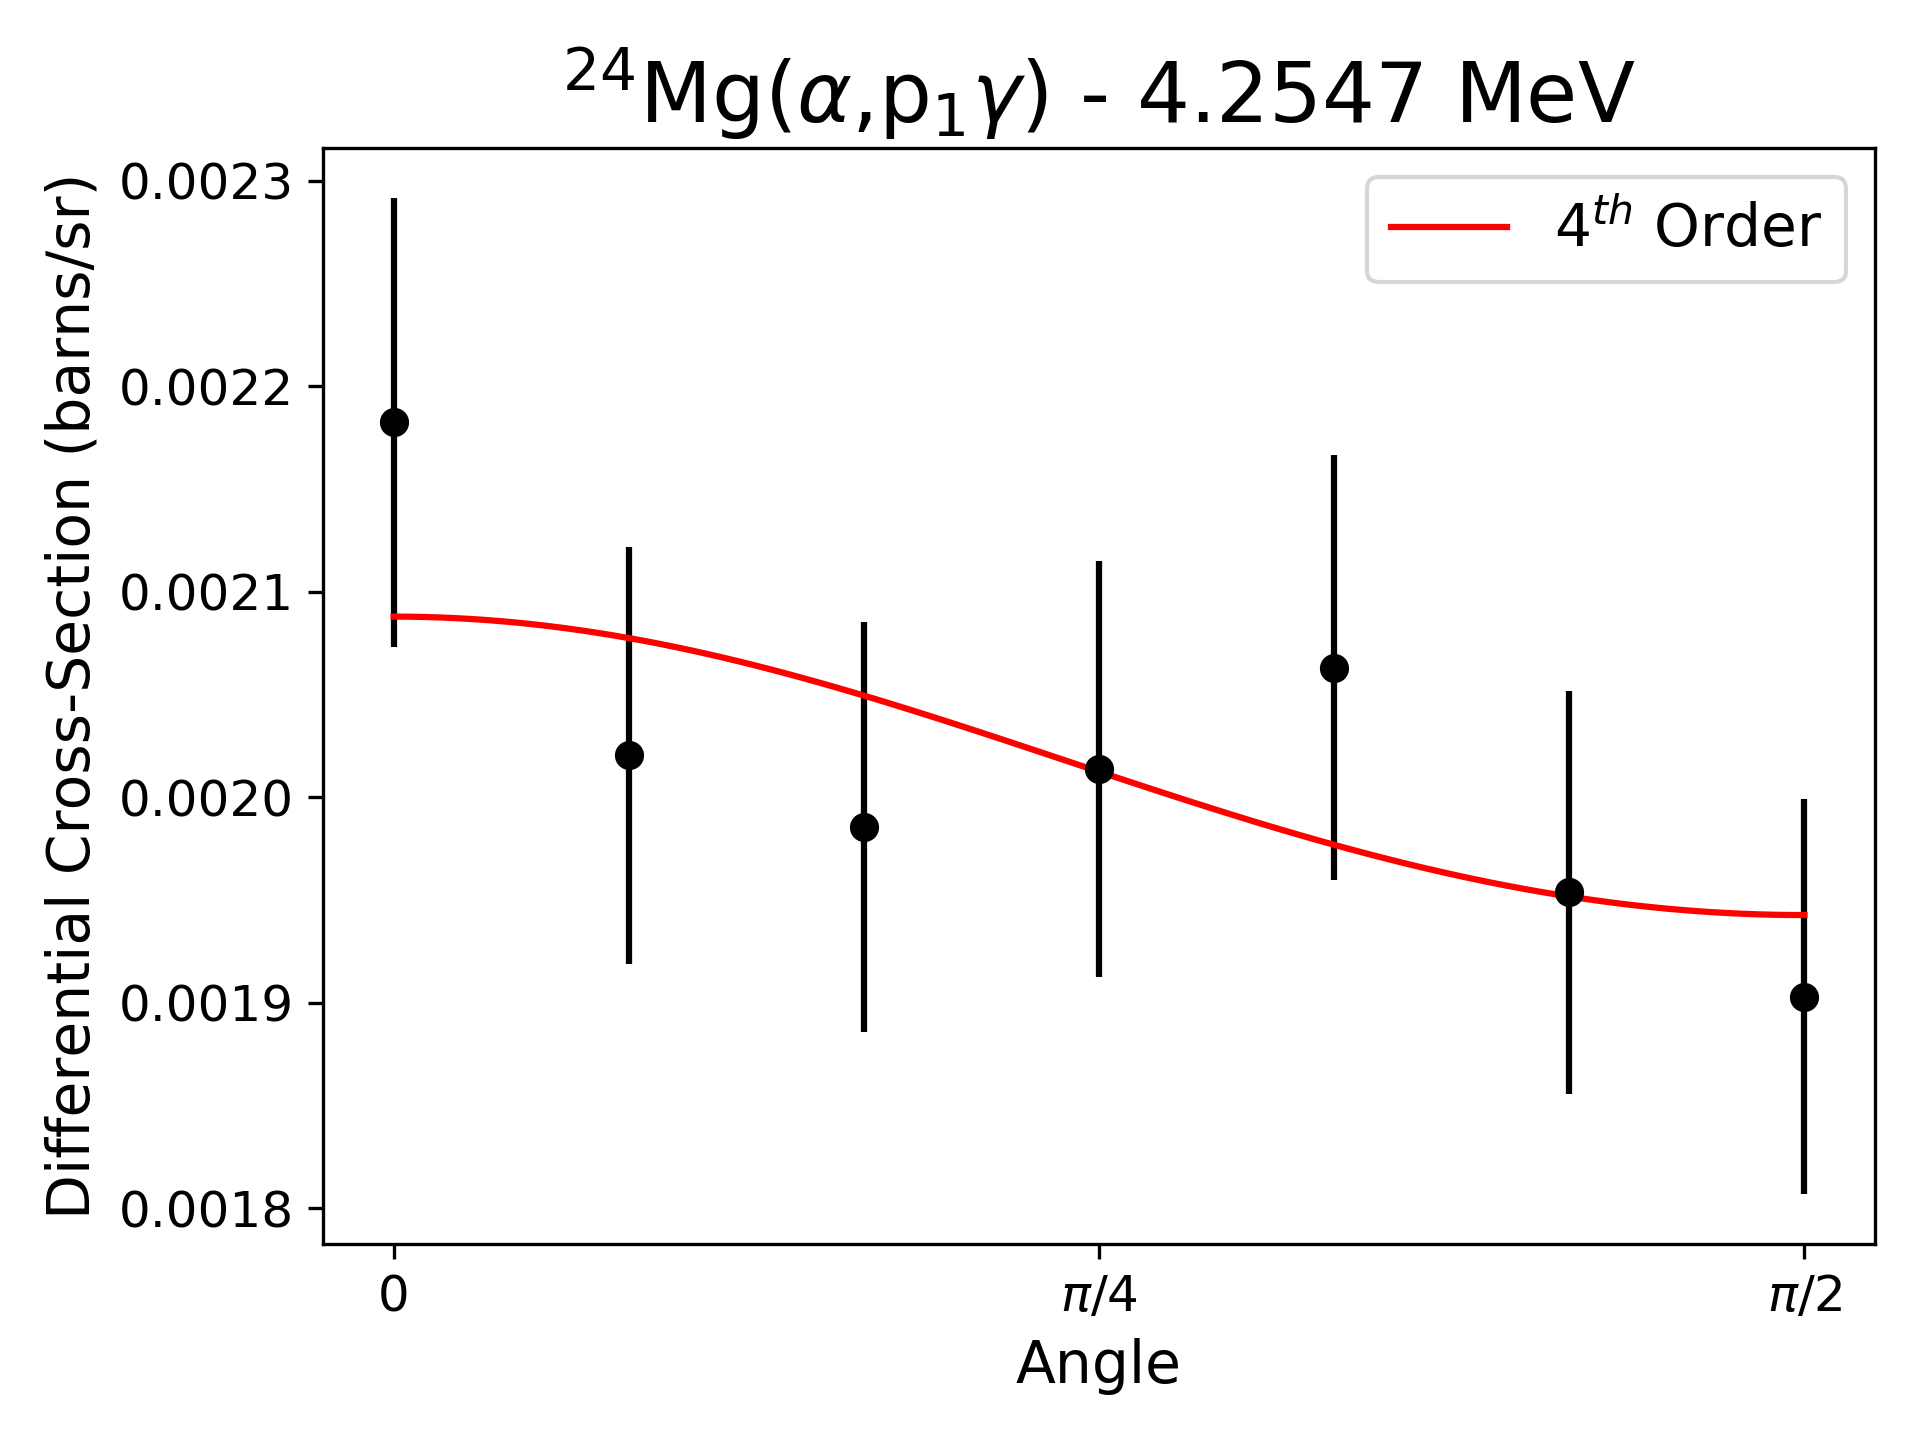 ²⁴Mg(α,p₁γ) - 4.2547 MeV
4ᵗʰ Order
Differential Cross-Section (barns/sr)
0.0023
0.0022
0.0021
0.0020
0.0019
0.0018
0 π/4 π/2
Angle